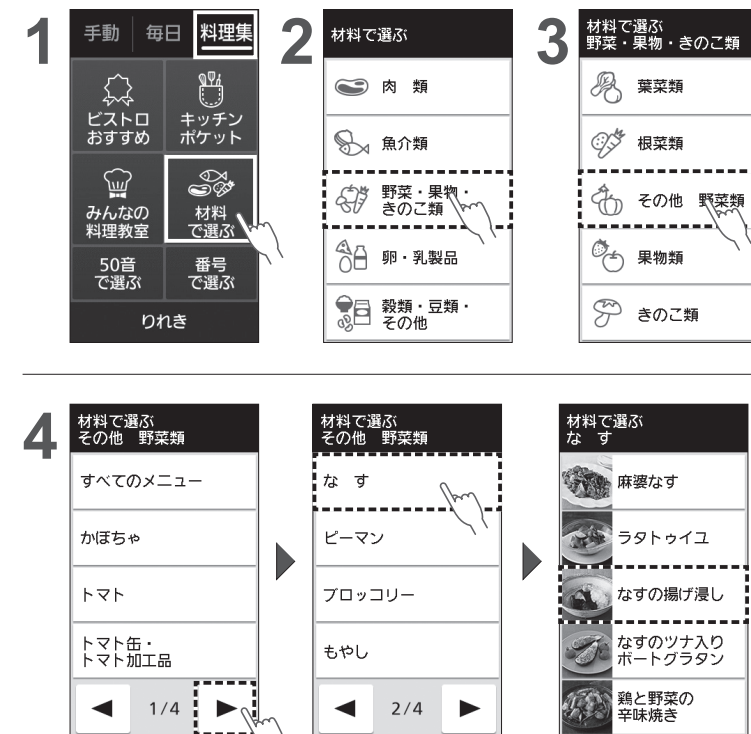 1
手動 毎日 料理集
ビストロ
おすすめ
キッチン
ポケット
みんなの
料理教室
材料
で選ぶ
50音
で選ぶ
番号
で選ぶ
りれき
2
材料で選ぶ
肉 類
魚介類
野菜・果物・
きのこ類
卵・乳製品
穀類・豆類・
その他
3
材料で選ぶ
野菜・果物・きのこ類
葉菜類
根菜類
その他 野菜類
果物類
きのこ類
4
材料で選ぶ
その他 野菜類
すべてのメニュー
かぼちゃ
トマト
トマト缶・
トマト加工品
1/4
材料で選ぶ
その他 野菜類
な す
ピーマン
ブロッコリー
もやし
2/4
材料で選ぶ
な す
麻婆なす
ラタトゥイユ
なすの揚げ浸し
なすのツナ入り
ボートグラタン
鶏と野菜の
辛味焼き